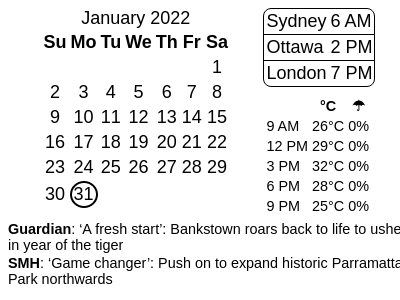 January 2022
Su Mo Tu We Th Fr Sa
1
2 3 4 5 6 7 8
9 10 11 12 13 14 15
16 17 18 19 20 21 22
23 24 25 26 27 28 29
30 31
Sydney 6 AM
Ottawa 2 PM
London 7 PM
°C ☂
9 AM 26°C 0%
12 PM 29°C 0%
3 PM 32°C 0%
6 PM 28°C 0%
9 PM 25°C 0%
Guardian: ‘A fresh start’: Bankstown roars back to life to ushe
in year of the tiger
SMH: ‘Game changer’: Push on to expand historic Parramatta
Park northwards